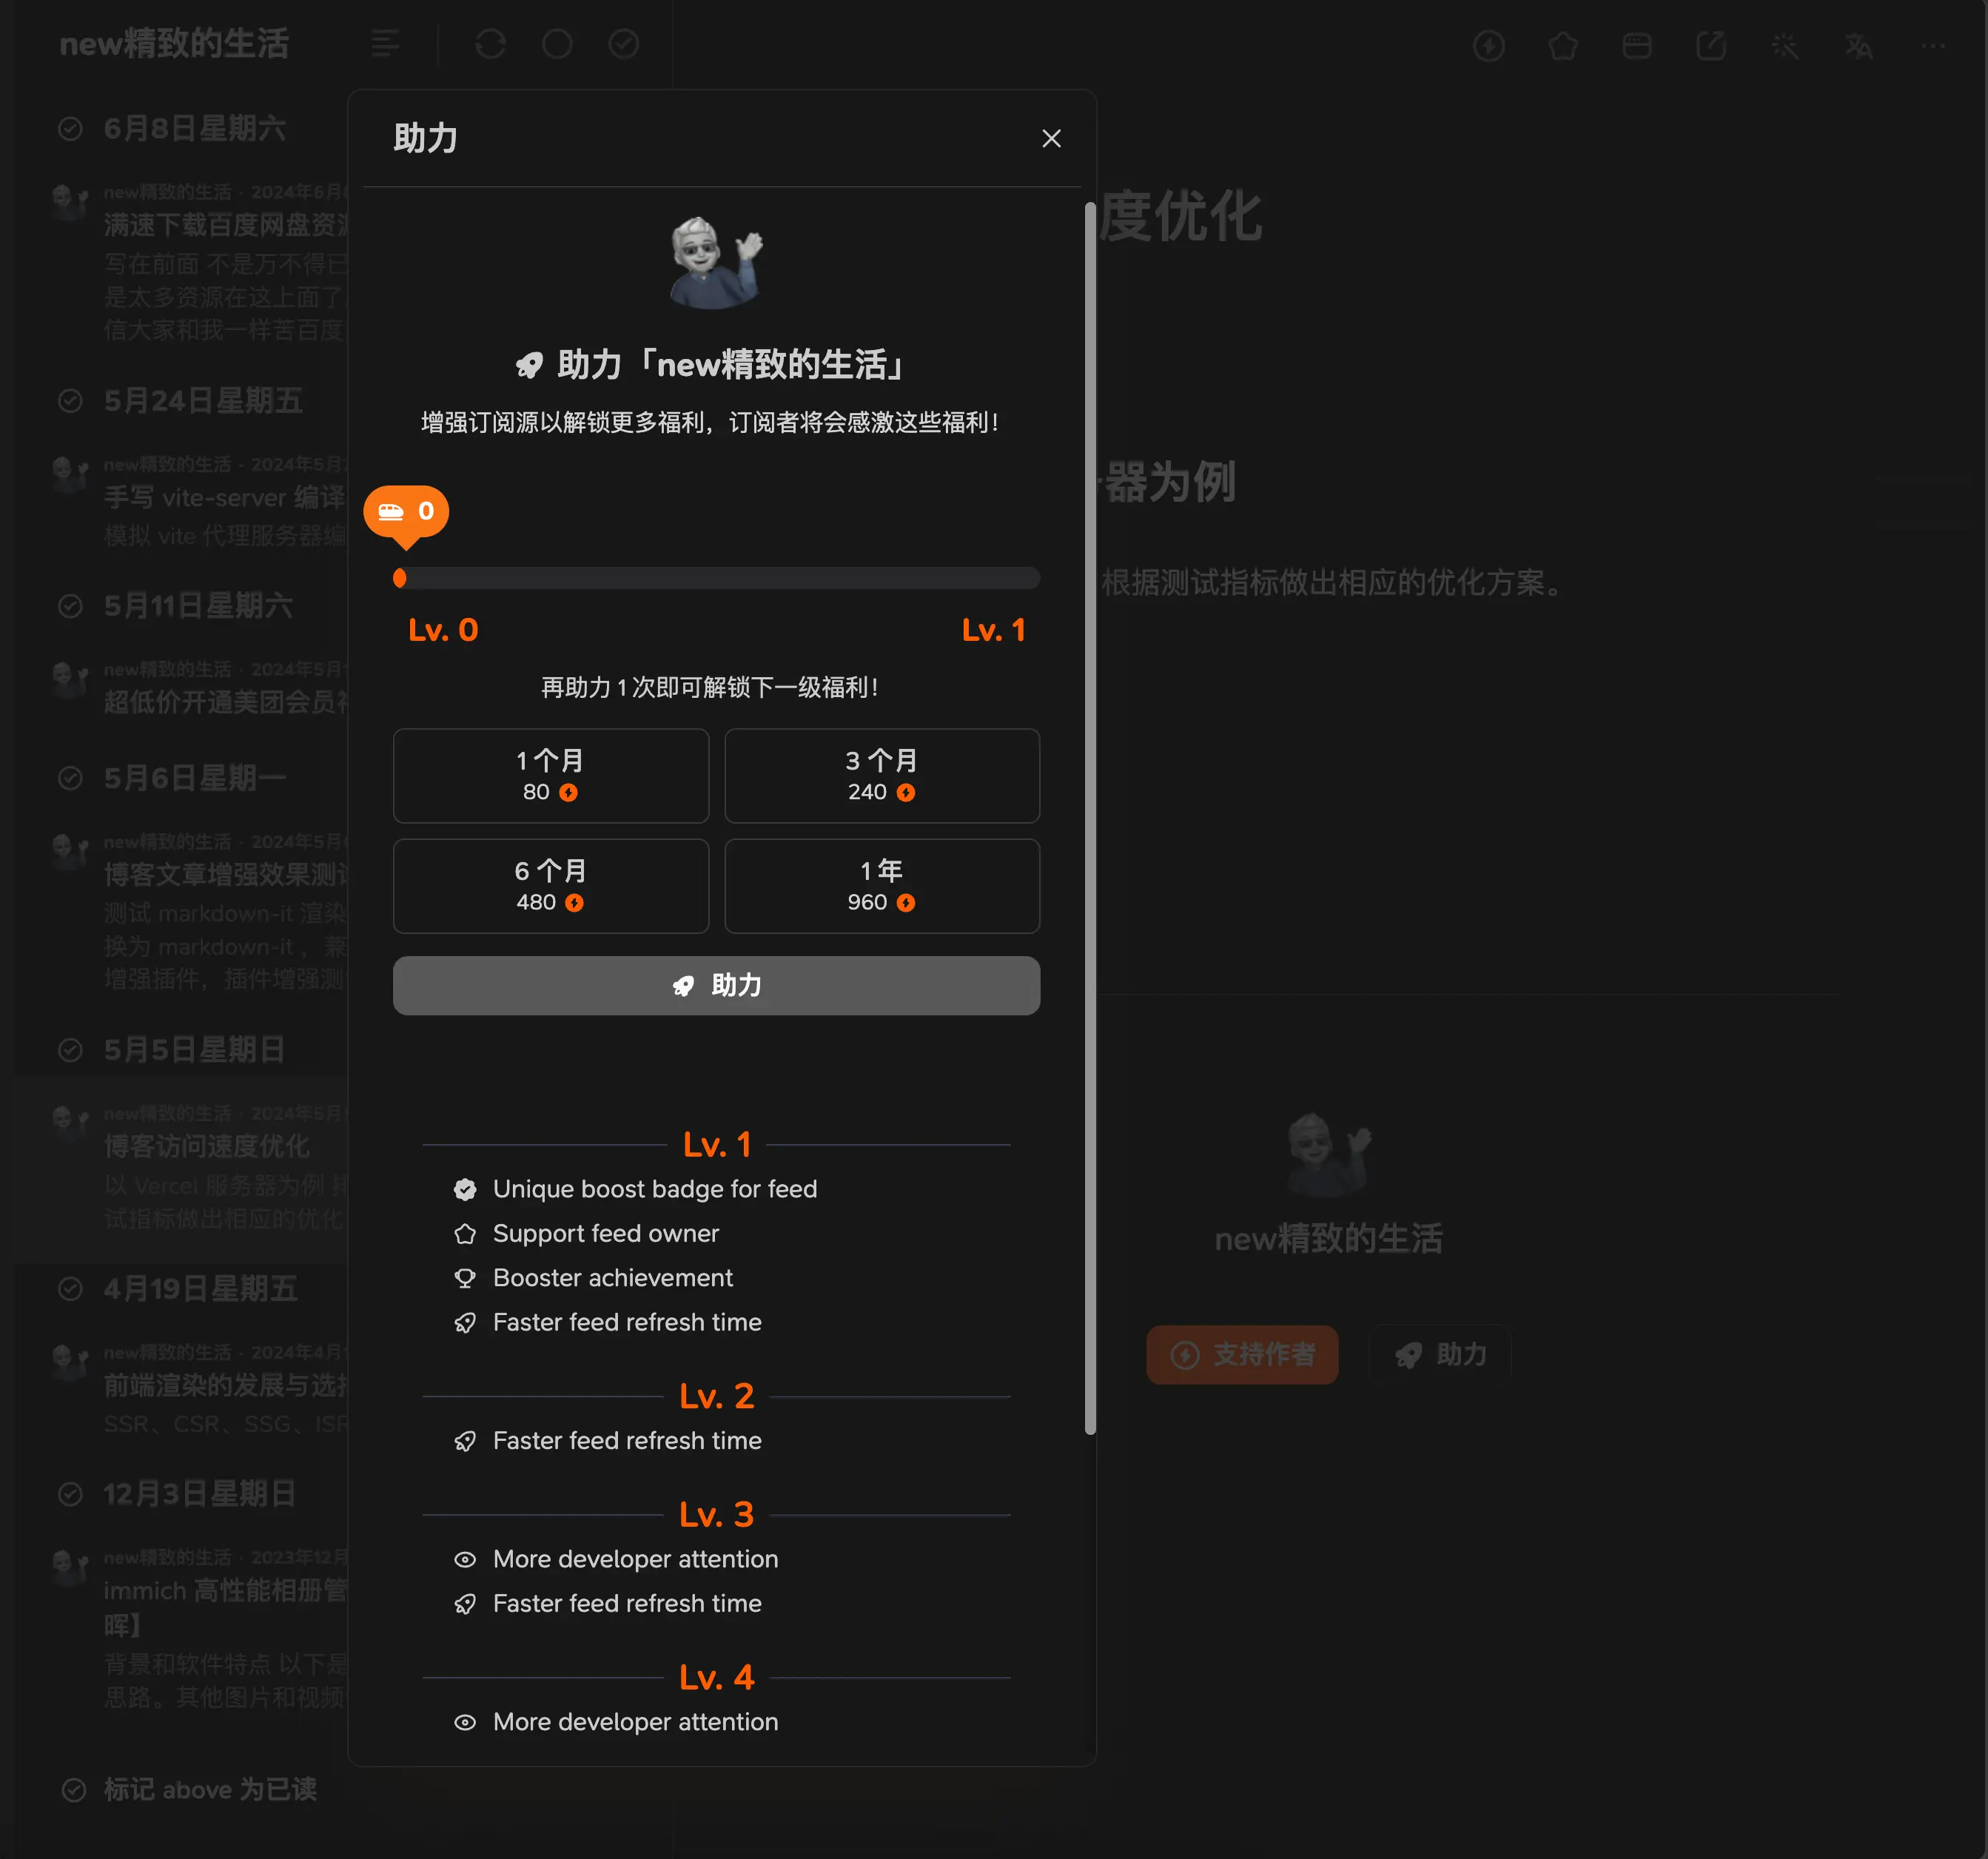 new精致的生活
6月8日星期六
new精致的生活 · 2024年6月
满速下载百度网盘资源
写在前面 不是万不得已
是太多资源在这上面了
信大家和我一样苦百度
5月24日星期五
new精致的生活 · 2024年5月
手写 vite-server 编译
模拟 vite 代理服务器编
5月11日星期六
new精致的生活 · 2024年5月
超低价开通美团会员
5月6日星期一
new精致的生活 · 2024年5月
博客文章增强效果测试
测试 markdown-it 渲染
换为 markdown-it ，兼
增强插件，插件增强测
5月5日星期日
new精致的生活 · 2024年5月
博客访问速度优化
以 Vercel 服务器为例
试指标做出相应的优化
4月19日星期五
new精致的生活 · 2024年4月
前端渲染的发展与选择
SSR、CSR、SSG、ISR
12月3日星期日
new精致的生活 · 2023年12月
immich 高性能相册管
晖】
背景和软件特点 以下是
思路。其他图片和视频
标记 above 为已读
助力
助力「new精致的生活」
增强订阅源以解锁更多福利，订阅者将会感激这些福利！
0
Lv. 0
Lv. 1
再助力 1 次即可解锁下一级福利！
1 个月
80
3 个月
240
6 个月
480
1 年
960
助力
Lv. 1
Unique boost badge for feed
Support feed owner
Booster achievement
Faster feed refresh time
Lv. 2
Faster feed refresh time
Lv. 3
More developer attention
Faster feed refresh time
Lv. 4
More developer attention
度优化
器为例
根据测试指标做出相应的优化方案。
new精致的生活
支持作者
助力